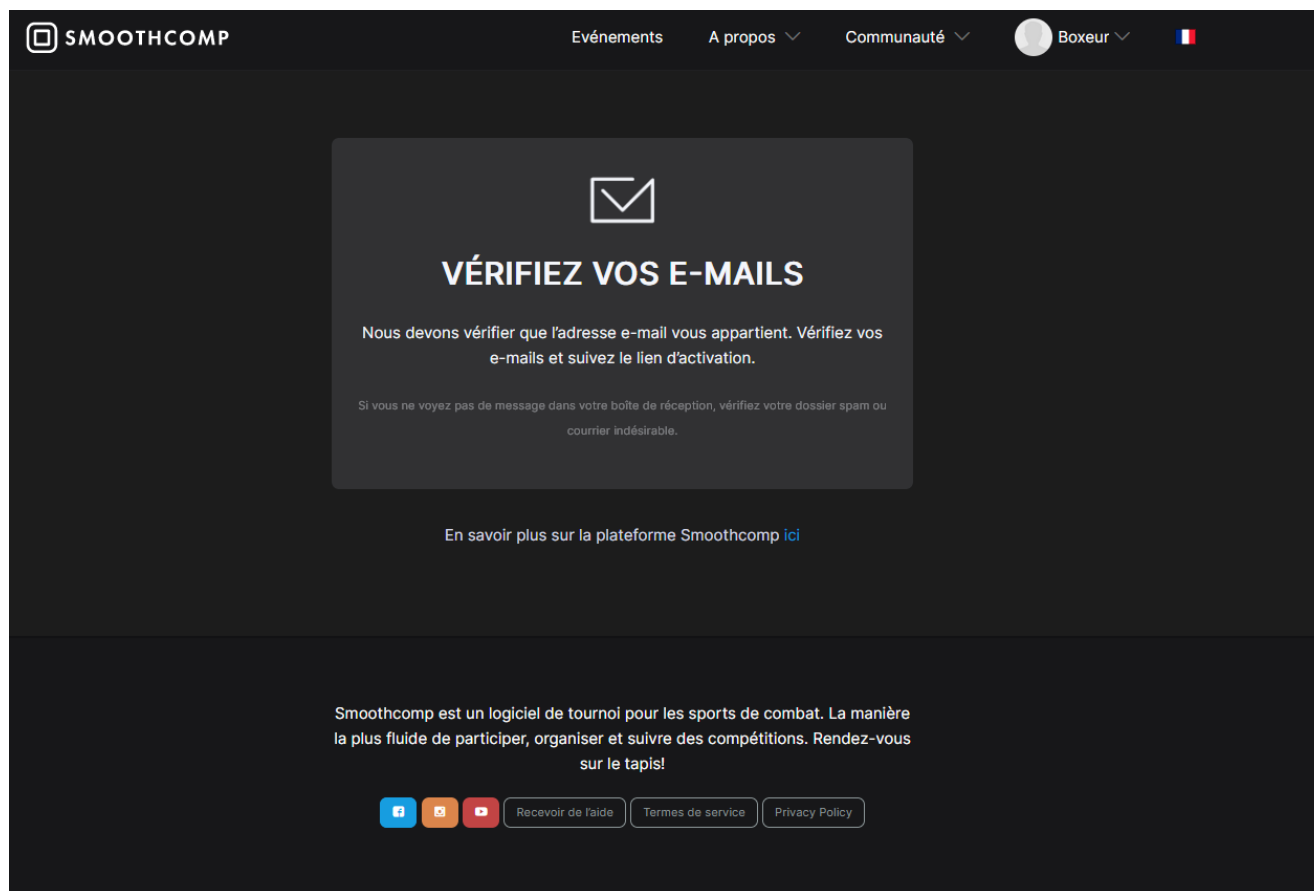 SMOOTHCOMP
Evénements
A propos
Communauté
Boxeur
VÉRIFIEZ VOS E-MAILS
Nous devons vérifier que l'adresse e-mail vous appartient. Vérifiez vos
e-mails et suivez le lien d'activation.
Si vous ne voyez pas de message dans votre boîte de réception, vérifiez votre dossier spam ou
courrier indésirable.
En savoir plus sur la plateforme Smoothcomp ici
Smoothcomp est un logiciel de tournoi pour les sports de combat. La manière
la plus fluide de participer, organiser et suivre des compétitions. Rendez-vous
sur le tapis!
Recevoir de l'aide
Termes de service
Privacy Policy